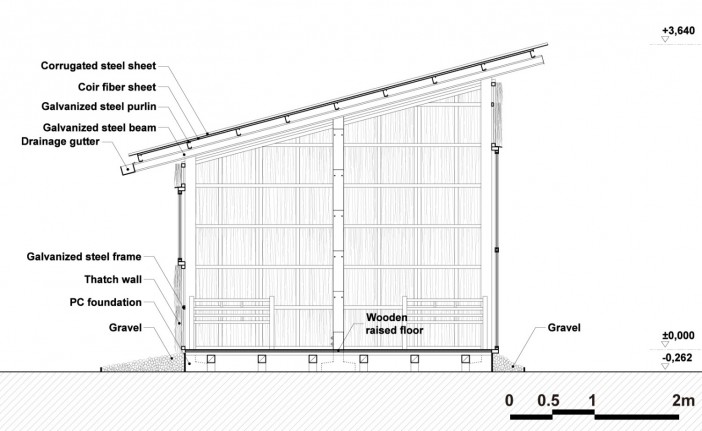 +3,640
Corrugated steel sheet
Coir fiber sheet
Galvanized steel purlin
Galvanized steel beam
Drainage gutter
Galvanized steel frame
Thatch wall
PC foundation
Gravel
Wooden
raised floor
Gravel
±0,000
-0,262
0 0.5 1 2m